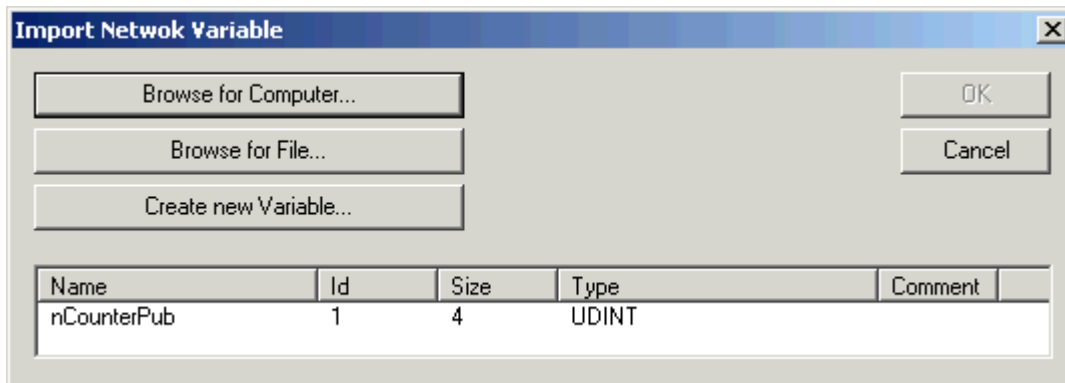 Import Netwok Variable
Browse for Computer...
OK
Browse for File...
Cancel
Create new Variable...
Name Id Size Type Comment
nCounterPub 1 4 UDINT